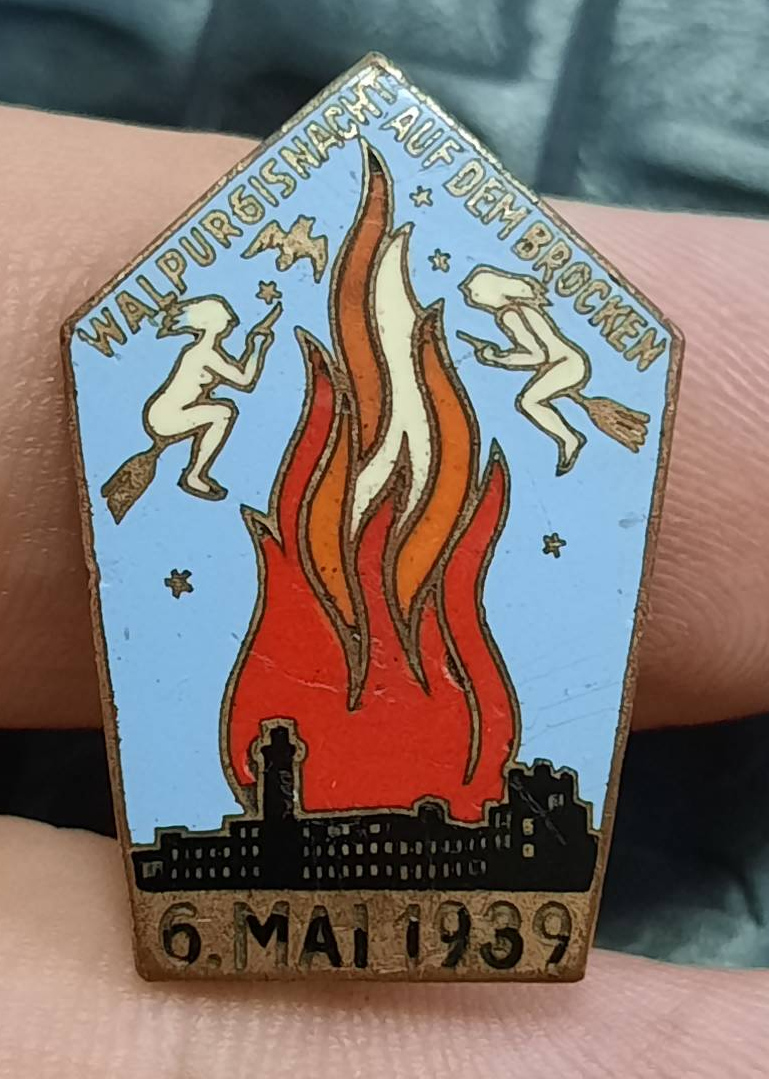 WALPURGISNACHT AUF DEM BROCKEN
6. MAI 1939